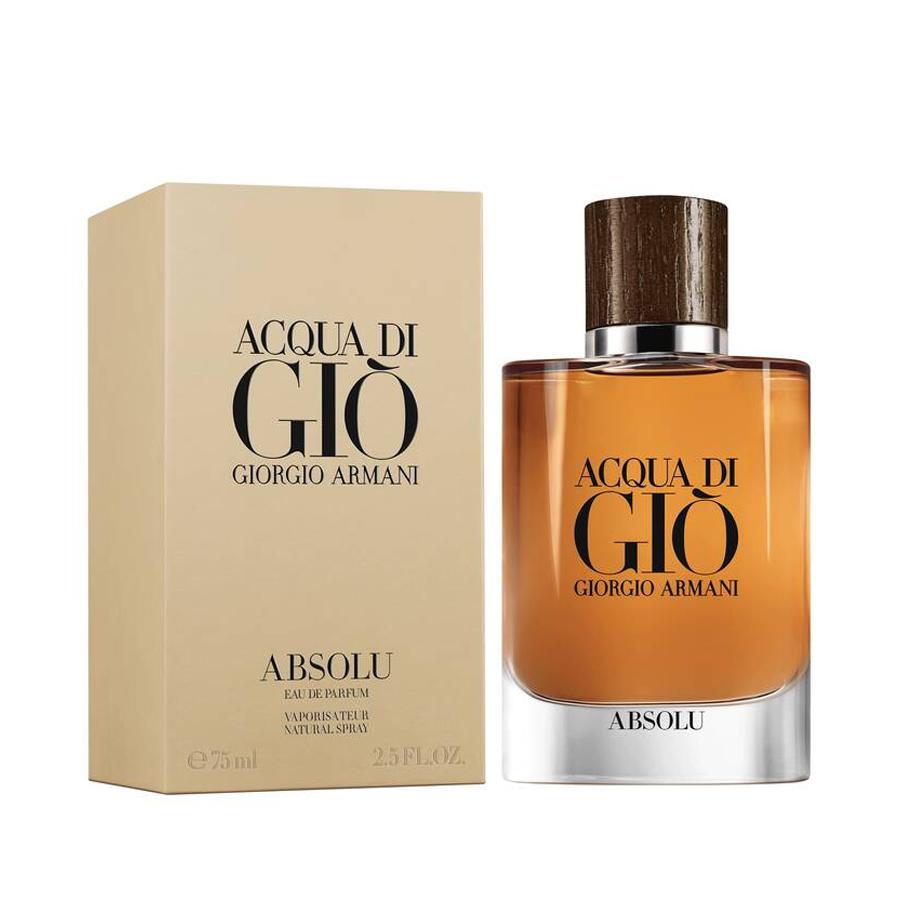 ACQUA DI
GIÒ
GIORGIO ARMANI
ABSOLU
EAU DE PARFUM
VAPORISATEUR
NATURAL SPRAY
℮ 75 ml 2.5 FL.OZ.
ACQUA DI
GIÒ
GIORGIO ARMANI
ABSOLU